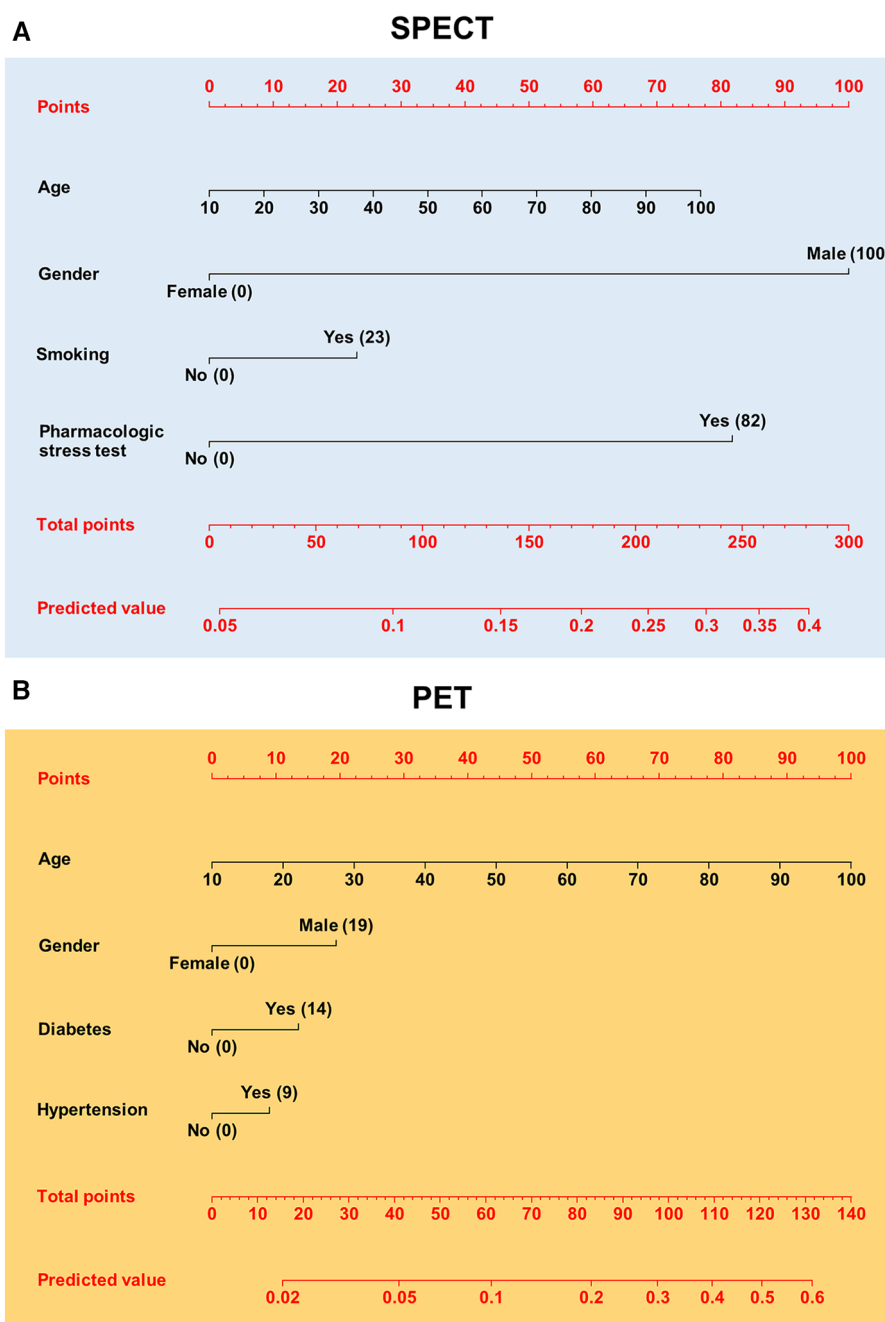 A
SPECT
0 10 20 30 40 50 60 70 80 90 100
Points
Age
10 20 30 40 50 60 70 80 90 100
Male (100
Gender
Female (0)
Yes (23)
Smoking
No (0)
Yes (82)
Pharmacologic
stress test
No (0)
Total points
0 50 100 150 200 250 300
Predicted value
0.05 0.1 0.15 0.2 0.25 0.3 0.35 0.4
B
PET
0 10 20 30 40 50 60 70 80 90 100
Points
Age
10 20 30 40 50 60 70 80 90 100
Male (19)
Gender
Female (0)
Yes (14)
Diabetes
No (0)
Yes (9)
Hypertension
No (0)
Total points
0 10 20 30 40 50 60 70 80 90 100 110 120 130 140
Predicted value
0.02 0.05 0.1 0.2 0.3 0.4 0.5 0.6